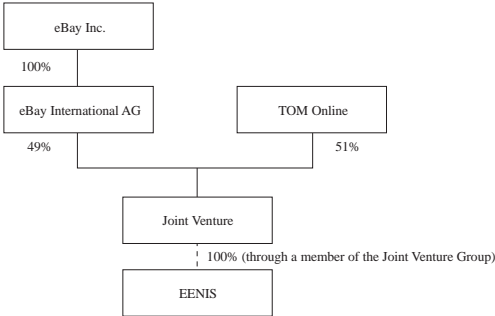 eBay Inc.
100%
eBay International AG
TOM Online
49%
51%
Joint Venture
100% (through a member of the Joint Venture Group)
EENIS